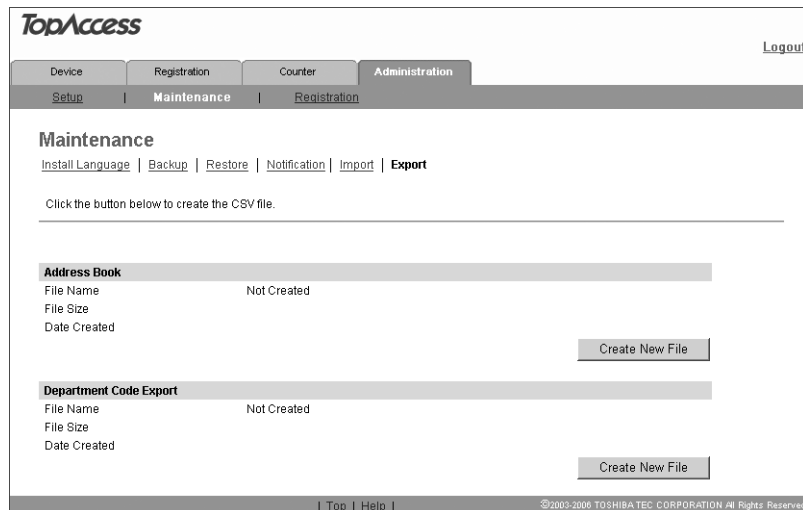 TopAccess
Logout
Device Registration Counter Administration
Setup | Maintenance | Registration
Maintenance
Install Language | Backup | Restore | Notification | Import | Export
Click the button below to create the CSV file.
Address Book
File Name Not Created
File Size
Date Created
Create New File
Department Code Export
File Name Not Created
File Size
Date Created
Create New File
| Top | Help |
©2003-2006 TOSHIBA TEC CORPORATION All Rights Reserved